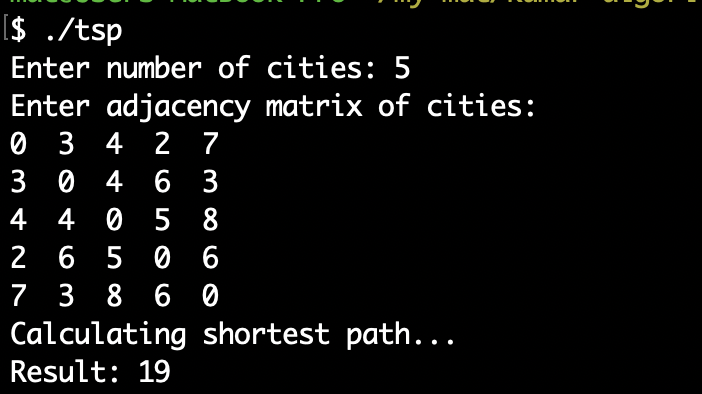 $ ./tsp
Enter number of cities: 5
Enter adjacency matrix of cities:
0 3 4 2 7
3 0 4 6 3
4 4 0 5 8
2 6 5 0 6
7 3 8 6 0
Calculating shortest path...
Result: 19